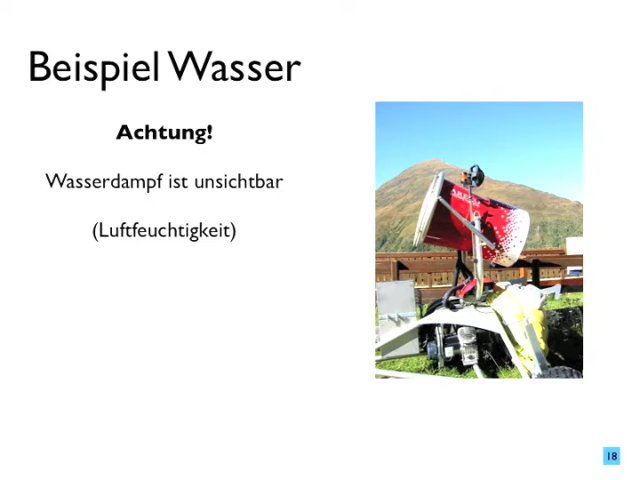 Beispiel Wasser
Achtung!
Wasserdampf ist unsichtbar
(Luftfeuchtigkeit)
18